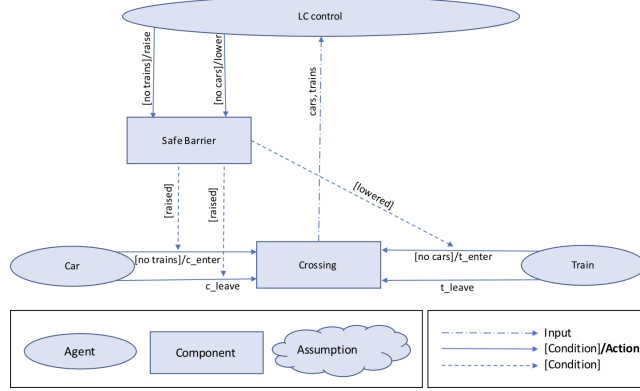 LC control
[no trains]/raise
[no cars]/lower
cars, trains
Safe Barrier
[raised]
[raised]
[lowered]
Car
[no trains]/c_enter
c_leave
Crossing
[no cars]/t_enter
t_leave
Train
Agent
Component
Assumption
Input
[Condition]/Action
[Condition]